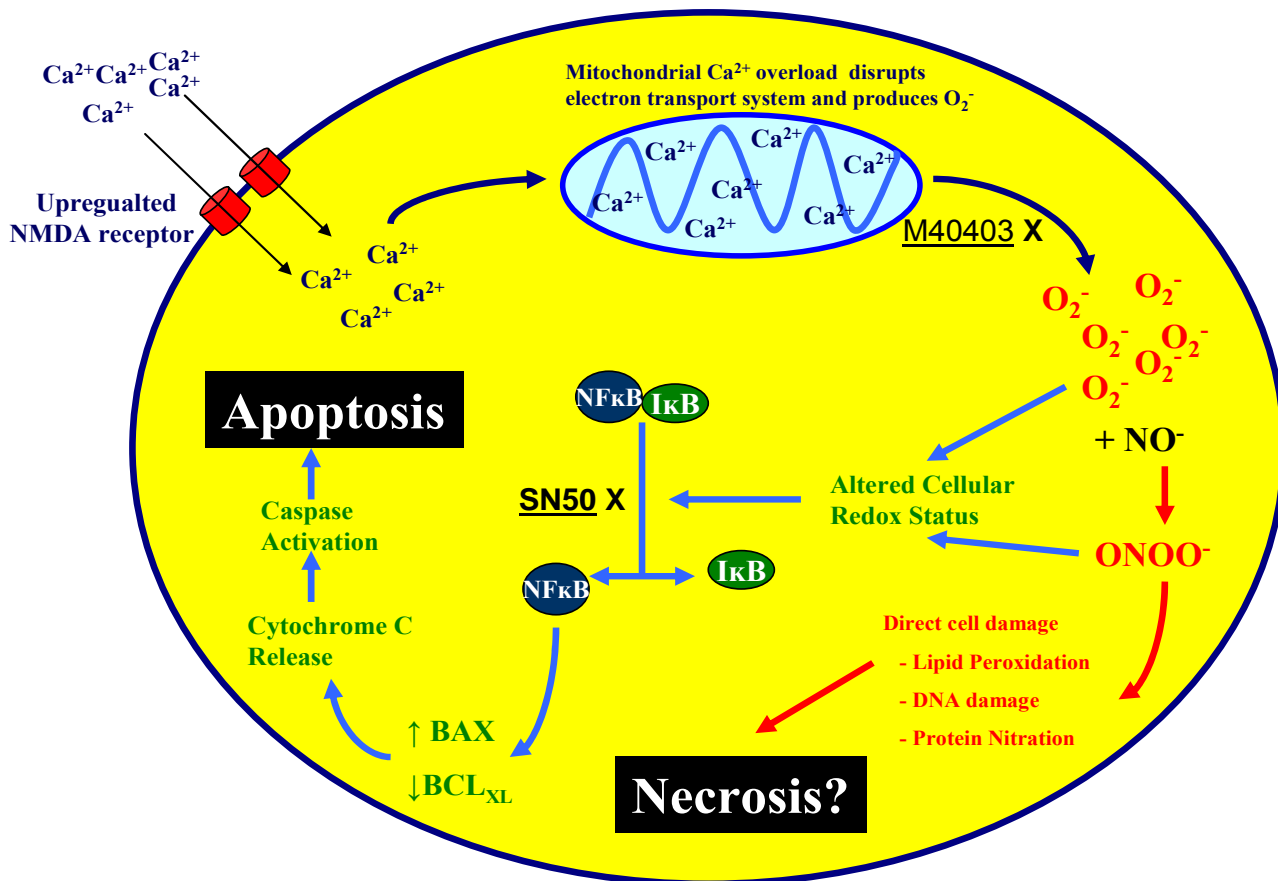 Ca²⁺Ca²⁺Ca²⁺
Ca²⁺
Ca²⁺
Upregualted
NMDA receptor
Ca²⁺
Ca²⁺
Ca²⁺
Ca²⁺
Mitochondrial Ca²⁺ overload disrupts
electron transport system and produces O₂⁻
Ca²⁺
Ca²⁺
Ca²⁺
Ca²⁺
Ca²⁺
Ca²⁺
Ca²⁺
M40403 X
O₂⁻
O₂⁻
O₂⁻ O₂⁻
O₂⁻
O₂⁻
+ NO⁻
ONOO⁻
Altered Cellular
Redox Status
NFκB IκB
SN50 X
NFκB
IκB
Direct cell damage
- Lipid Peroxidation
- DNA damage
- Protein Nitration
Necrosis?
↑ BAX
↓BCL_XL
Cytochrome C
Release
Caspase
Activation
Apoptosis